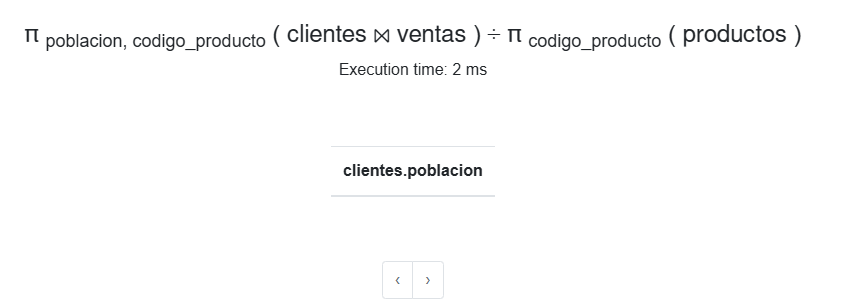 π poblacion, codigo_producto ( clientes ⋈ ventas ) ÷ π codigo_producto ( productos )
Execution time: 2 ms
clientes.poblacion
‹ ›